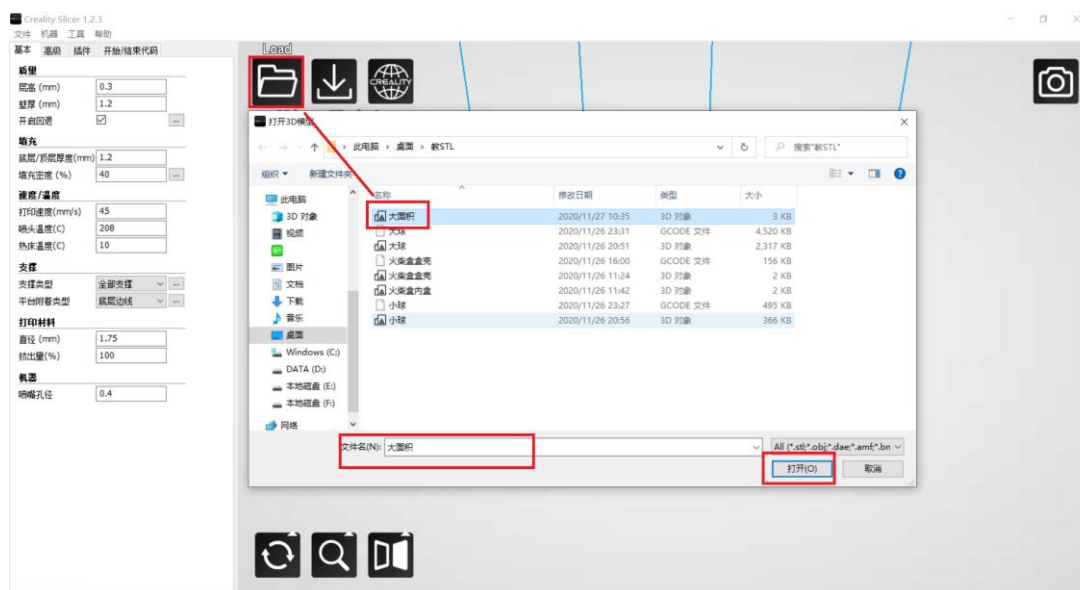 Creality Slicer 1.2.3
文件 机器 工具 帮助
基本 高级 插件 开始/结束代码
质量
层高 (mm) 0.3
壁厚 (mm) 1.2
开启回退
填充
底层/顶层厚度(mm) 1.2
填充密度 (%) 40
速度/温度
打印速度(mm/s) 45
喷头温度(C) 208
热床温度(C) 10
支撑
支撑类型 全部支撑
平台附着类型 底层边线
打印材料
直径 (mm) 1.75
挤出量(%) 100
机器
喷嘴孔径 0.4
Load
CREALITY
打开3D模型
此电脑 › 桌面 › 教STL
搜索"教STL"
组织 新建文件夹
此电脑
3D 对象
视频
图片
文档
下载
音乐
桌面
Windows (C:)
DATA (D:)
本地磁盘 (E:)
本地磁盘 (F:)
网络
名称 修改日期 类型 大小
大面积 2020/11/27 10:35 3D 对象 3 KB
大球 2020/11/26 23:31 GCODE 文件 4,520 KB
大球 2020/11/26 20:51 3D 对象 2,317 KB
火柴盒盒壳 2020/11/26 16:00 GCODE 文件 156 KB
火柴盒盒壳 2020/11/26 11:24 3D 对象 2 KB
火柴盒内盒 2020/11/26 11:42 3D 对象 2 KB
小球 2020/11/26 23:27 GCODE 文件 495 KB
小球 2020/11/26 20:56 3D 对象 366 KB
文件名(N): 大面积
All (*.stl;*.obj;*.dae;*.amf;*.bn
打开(O) 取消